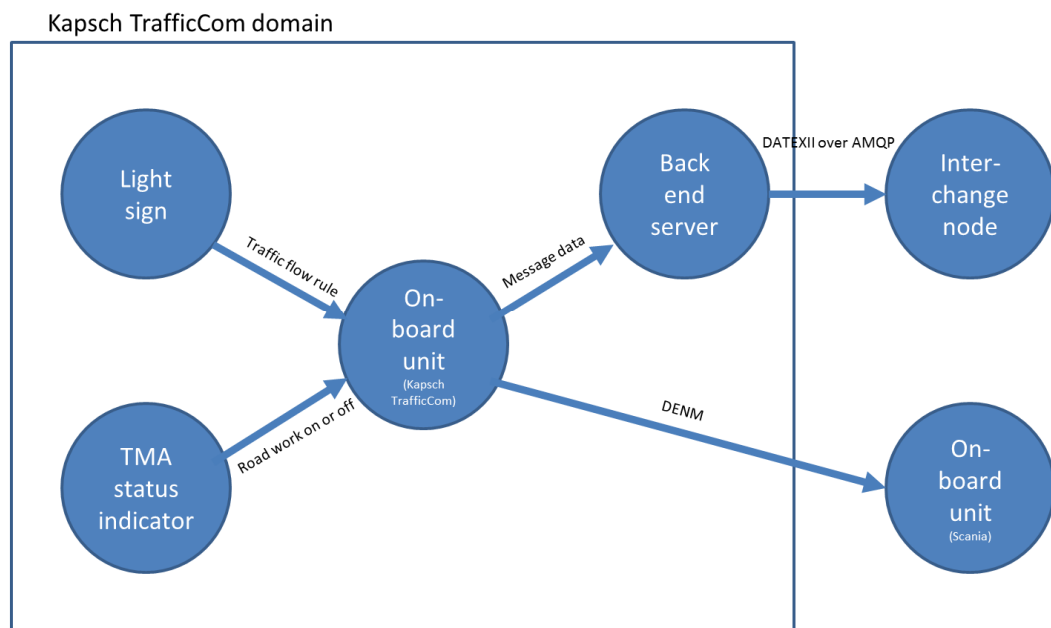 Kapsch TrafficCom domain
Light
sign
Traffic flow rule
TMA
status
indicator
Road work on or off
On-
board
unit
(Kapsch
TrafficCom)
Message data
Back
end
server
DATEXII over AMQP
Inter-
change
node
DENM
On-
board
unit
(Scania)